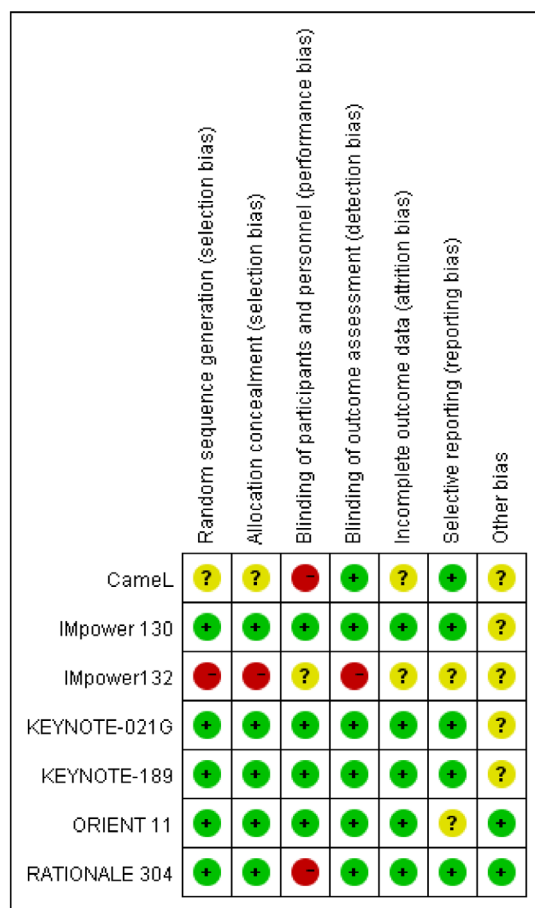 Random sequence generation (selection bias)
Allocation concealment (selection bias)
Blinding of participants and personnel (performance bias)
Blinding of outcome assessment (detection bias)
Incomplete outcome data (attrition bias)
Selective reporting (reporting bias)
Other bias
CameL ? ? - + ? + ?
IMpower 130 + + + + + + ?
IMpower132 - - ? - ? ? ?
KEYNOTE-021G + + + + + + ?
KEYNOTE-189 + + + + + + ?
ORIENT 11 + + + + + ? +
RATIONALE 304 + + - + + + +